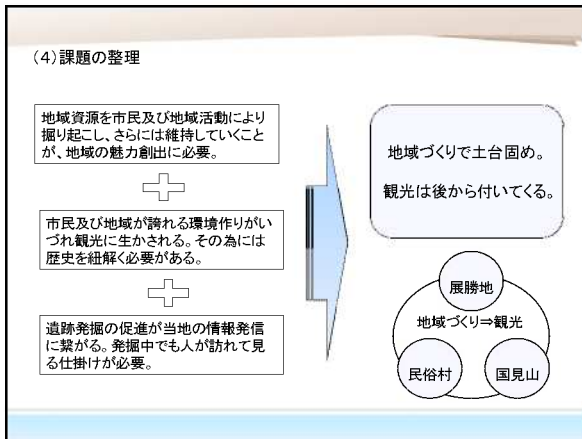 (4)課題の整理
地域資源を市民及び地域活動により
掘り起こし、さらには維持していくこと
が、地域の魅力創出に必要。
市民及び地域が誇れる環境作りがい
づれ観光に生かされる。その為には
歴史を紐解く必要がある。
遺跡発掘の促進が当地の情報発信
に繋がる。発掘中でも人が訪れて見
る仕掛けが必要。
地域づくりで土台固め。
観光は後から付いてくる。
展勝地
地域づくり⇒観光
民俗村
国見山